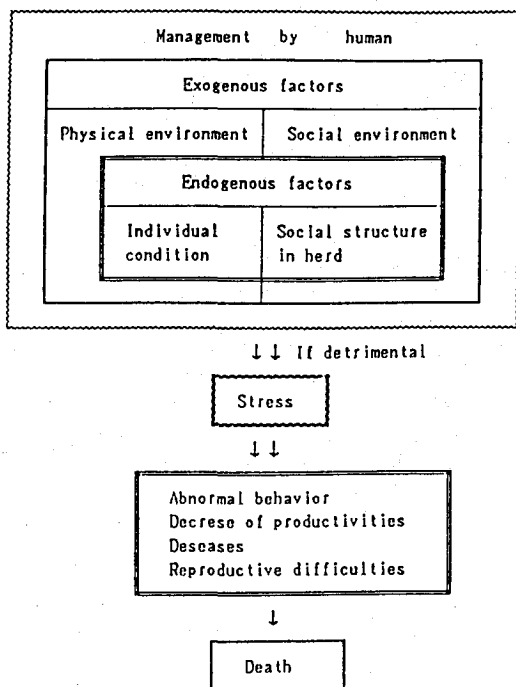 Management by human
Exogenous factors
Physical environment Social environment
Endogenous factors
Individual condition
Social structure in herd
↓↓ If detrimental
Stress
↓↓
Abnormal behavior
Decrese of productivities
Deseases
Reproductive difficulties
↓
Death